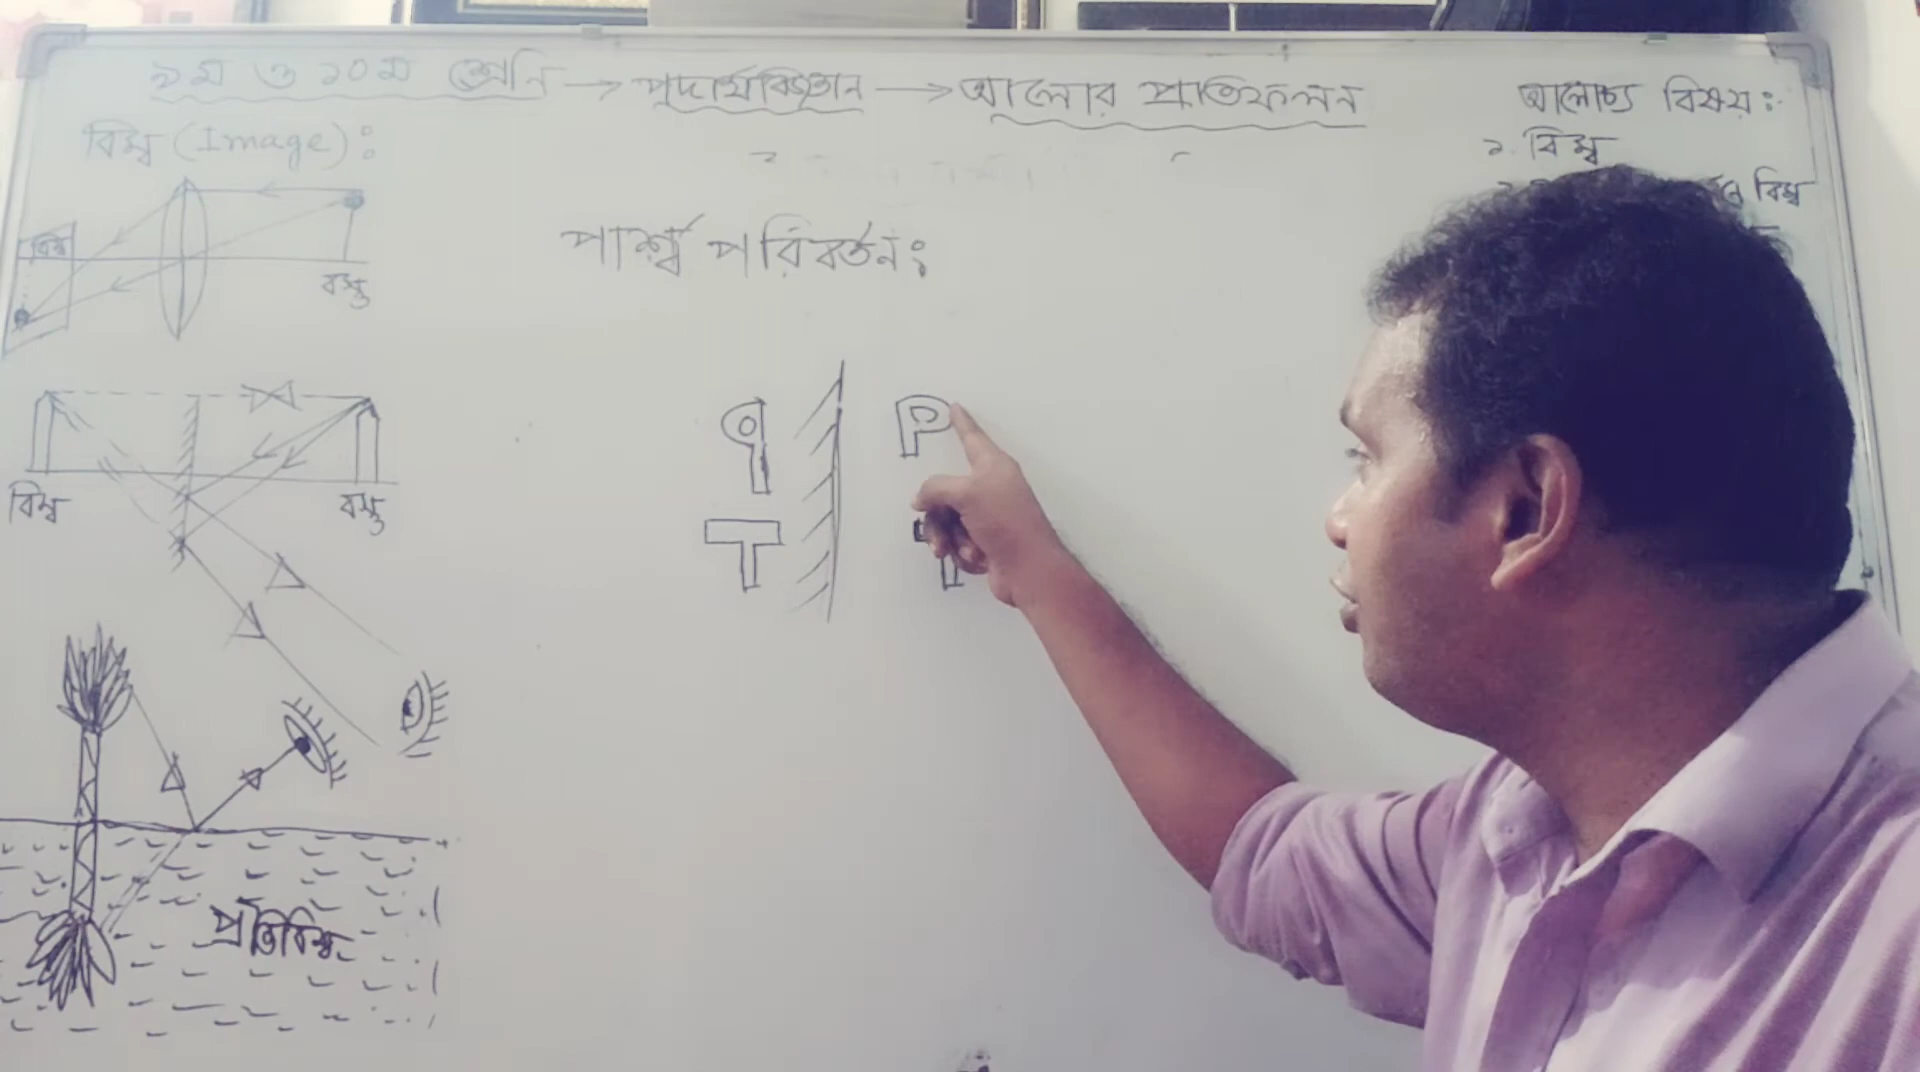 ৯ম ও ১০ম শ্রেনি → পদার্থবিজ্ঞান → আলোর প্রতিফলন
আলোচ্য বিষয়ঃ
১. বিম্ব
বিম্ব
বিম্ব (Image):
বিম্ব
বস্তু
পার্শ্ব পরিবর্তনঃ
বিম্ব
বস্তু
q
P
T
প্রতিবিম্ব